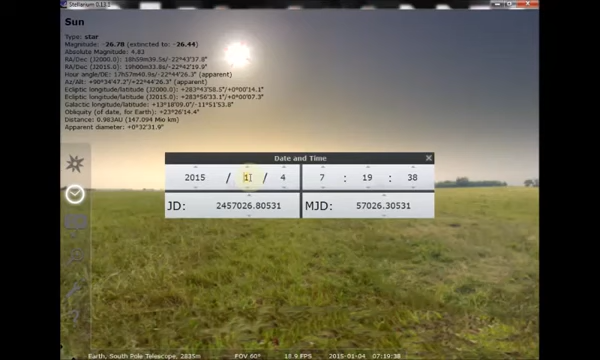 Stellarium 0.13.1
Sun
Type: star
Magnitude: -26.78 (extincted to: -26.44)
Absolute Magnitude: 4.83
RA/Dec (J2000.0): 18h59m39.5s/-22°43'37.8"
RA/Dec (J2015.0): 19h00m33.8s/-22°42'19.9"
Hour angle/DE: 17h57m40.0s/-22°44'26.3" (apparent)
Az/Alt: +90°34'47.2"/+22°44'26.3" (apparent)
Ecliptic longitude/latitude (J2000.0): +283°43'58.5"/+0°00'14.1"
Ecliptic longitude/latitude (J2015.0): +283°56'33.1"/+0°00'07.3"
Galactic longitude/latitude: +13°18'09.0"/-11°51'53.8"
Obliquity (of date, for Earth): +23°26'14.4"
Distance: 0.983AU (147.094 Mio km)
Apparent diameter: +0°32'31.9"
Date and Time
2015 / 1 / 4 7 : 19 : 38
JD: 2457026.80531 MJD: 57026.30531
Earth, South Pole Telescope, 2835m FOV 60° 18.9 FPS 2015-01-04 07:19:38